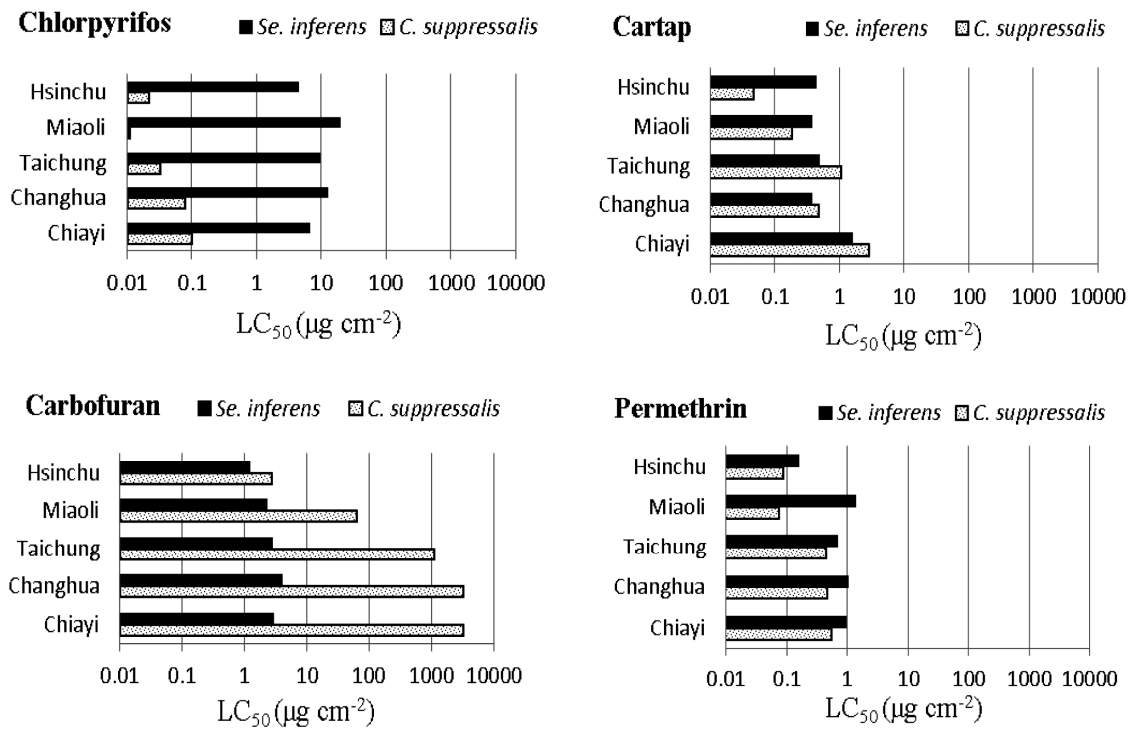 Chlorpyrifos Se. inferens C. suppressalis
Hsinchu
Miaoli
Taichung
Changhua
Chiayi
0.01 0.1 1 10 100 1000 10000
LC50 (µg cm-2)
Cartap Se. inferens C. suppressalis
Hsinchu
Miaoli
Taichung
Changhua
Chiayi
0.01 0.1 1 10 100 1000 10000
LC50 (µg cm-2)
Carbofuran Se. inferens C. suppressalis
Hsinchu
Miaoli
Taichung
Changhua
Chiayi
0.01 0.1 1 10 100 1000 10000
LC50 (µg cm-2)
Permethrin Se. inferens C. suppressalis
Hsinchu
Miaoli
Taichung
Changhua
Chiayi
0.01 0.1 1 10 100 1000 10000
LC50 (µg cm-2)